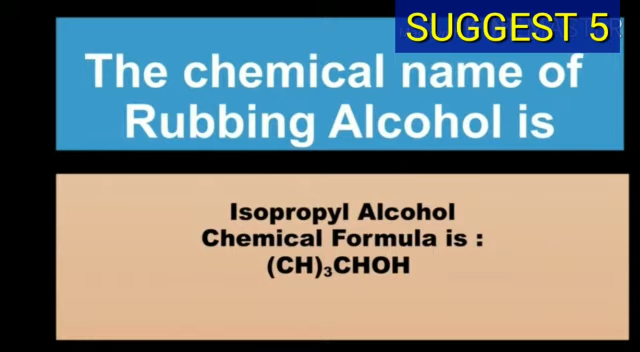 SUGGEST 5
The chemical name of
Rubbing Alcohol is
Isopropyl Alcohol
Chemical Formula is :
(CH)₃CHOH